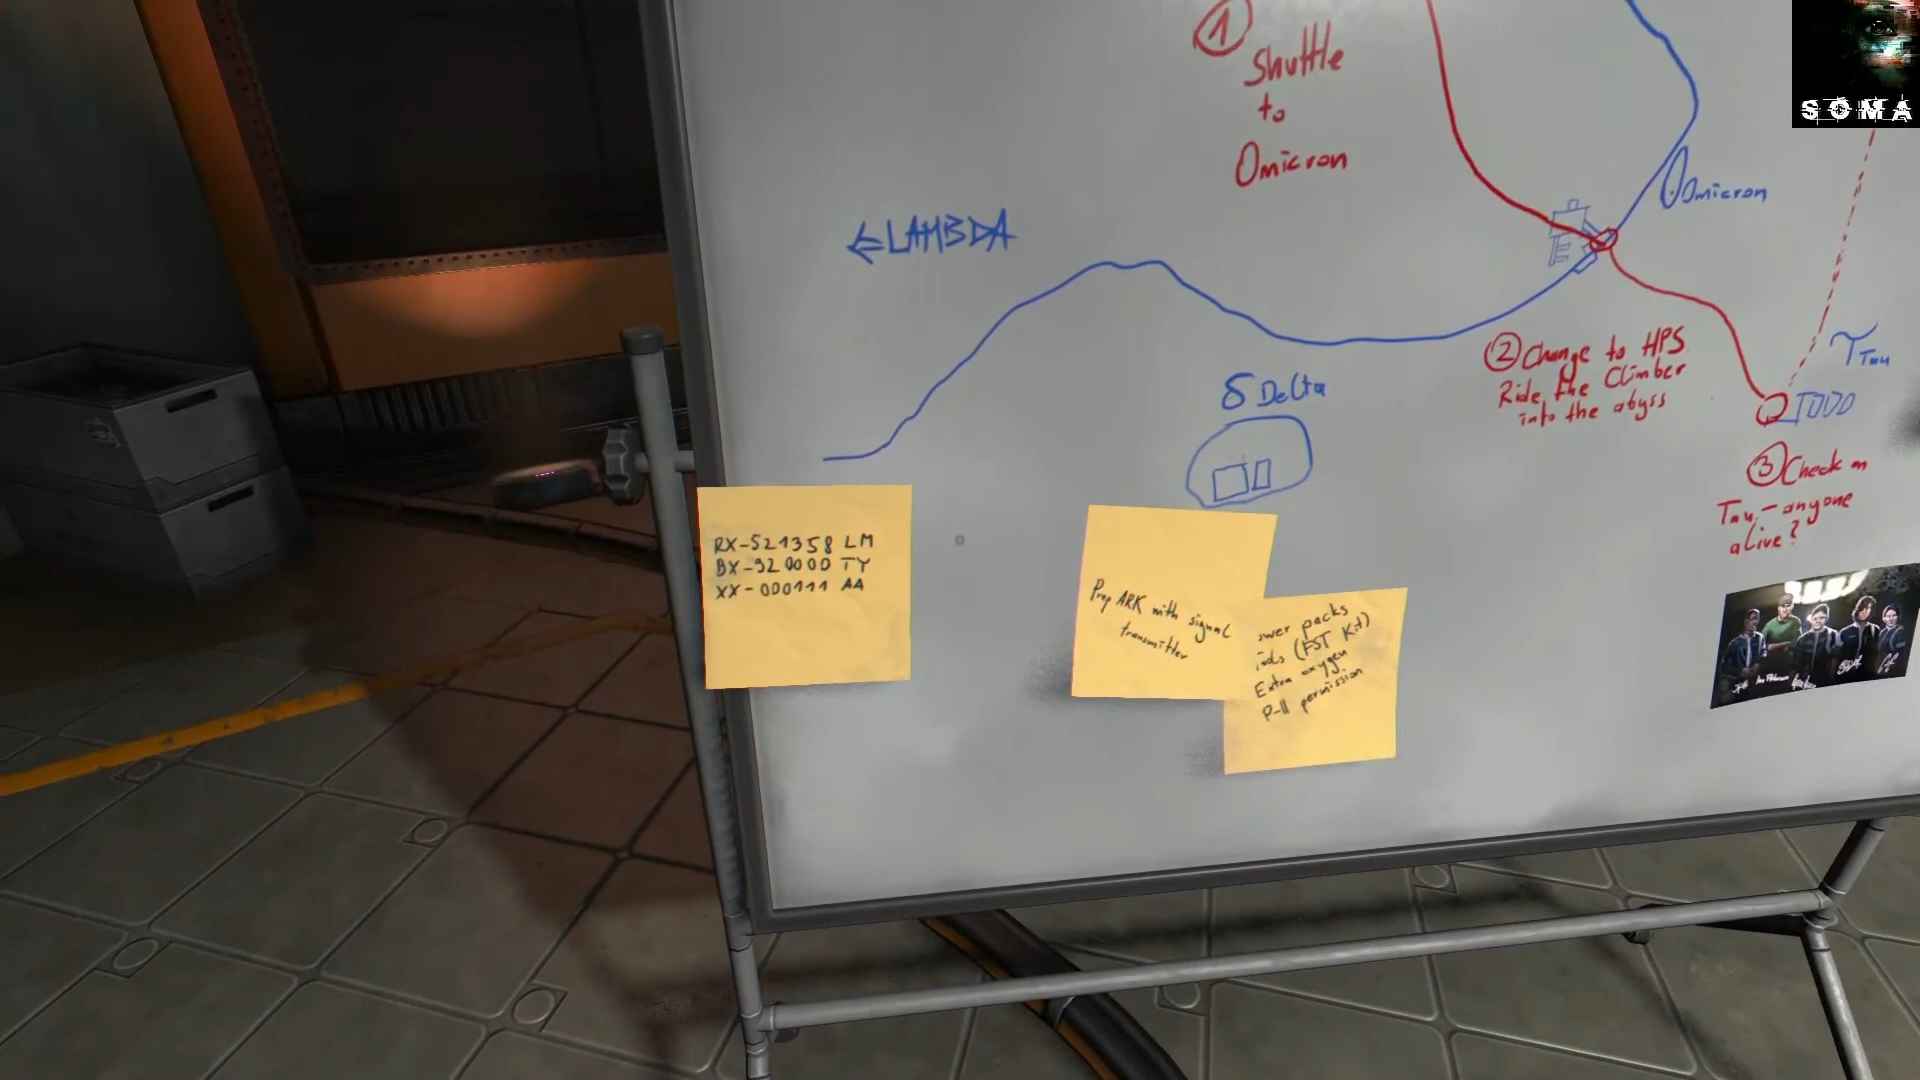 SOMA
1
Shuttle
to
Omicron
LAMBDA
Omicron
2 Change to HPS
Ride the Climber
into the abyss
Tau
TODO
δ Delta
3 Check on
Tau - anyone
alive?
RX-521358 LM
BX-920000 TY
XX-000111 AA
Prep ARK with signal
transmitter
ower packs
(FST Kit)
Extra oxygen
permission